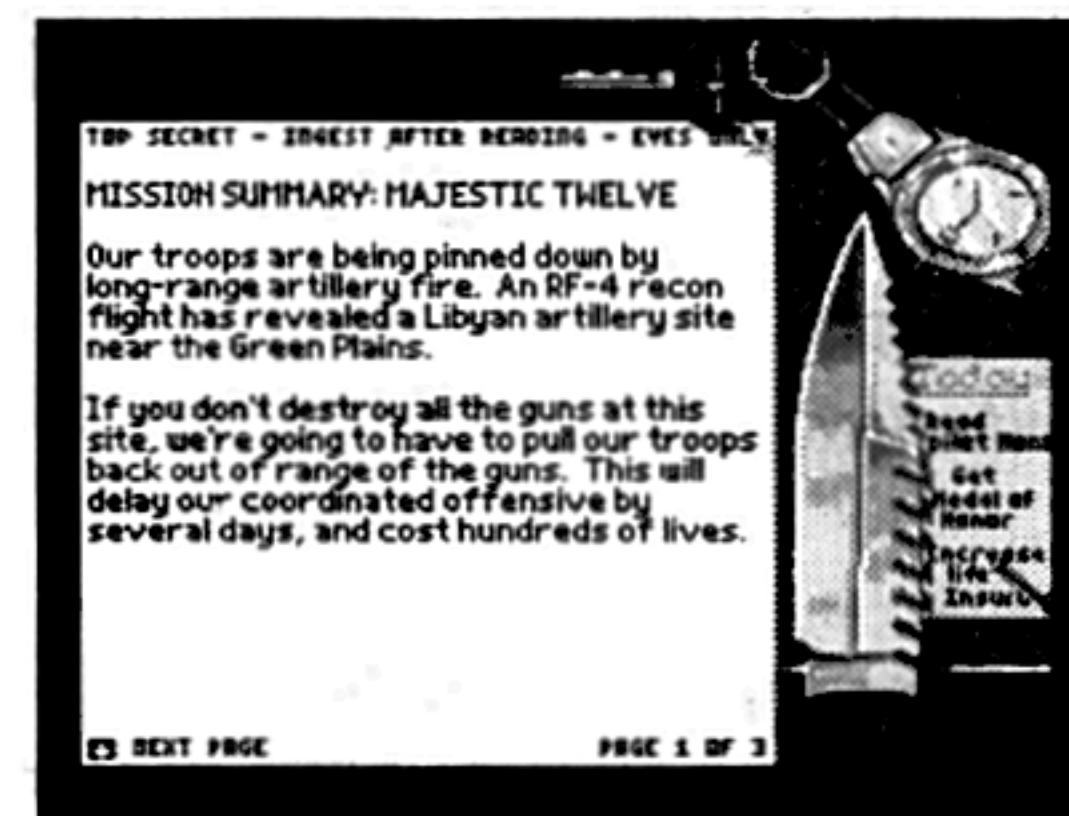 TOP SECRET - INGEST AFTER READING - EYES ONLY
MISSION SUMMARY: MAJESTIC TWELVE
Our troops are being pinned down by
long-range artillery fire. An RF-4 recon
flight has revealed a Libyan artillery site
near the Green Plains.
If you don't destroy all the guns at this
site, we're going to have to pull our troops
back out of range of the guns. This will
delay our coordinated offensive by
several days, and cost hundreds of lives.
NEXT PAGE
PAGE 1 OF 3
Today
Read
pilot
Get
Medal of
Honor
Increase
life